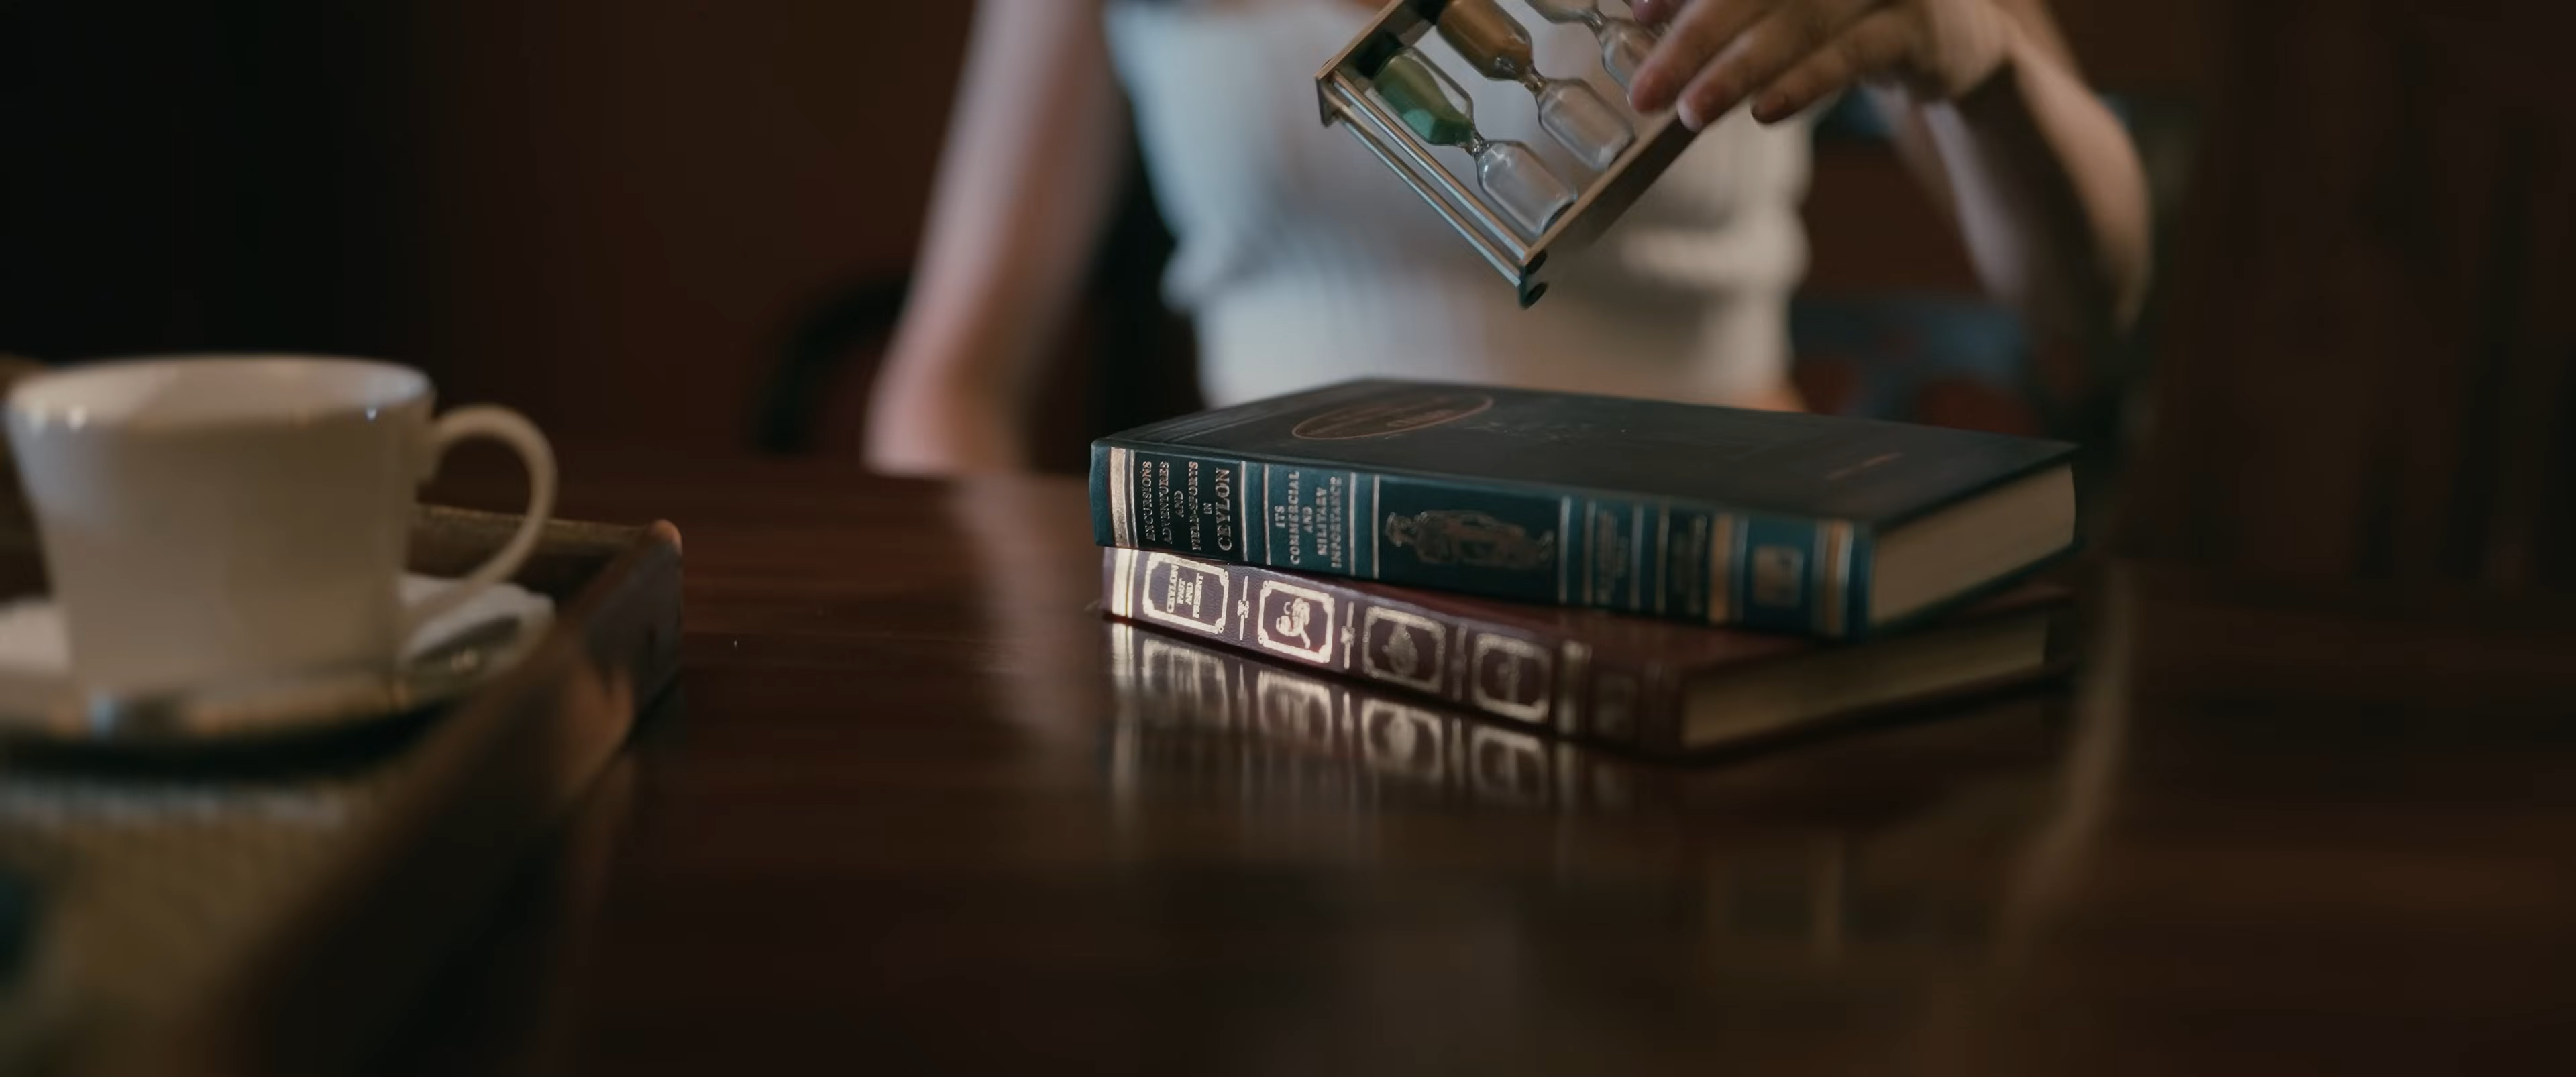 EXCURSIONS
ADVENTURES
AND
FIELD-SPORTS
IN
CEYLON
ITS
COMMERCIAL
AND
MILITARY
IMPORTANCE
CEYLON
PAST
AND
PRESENT